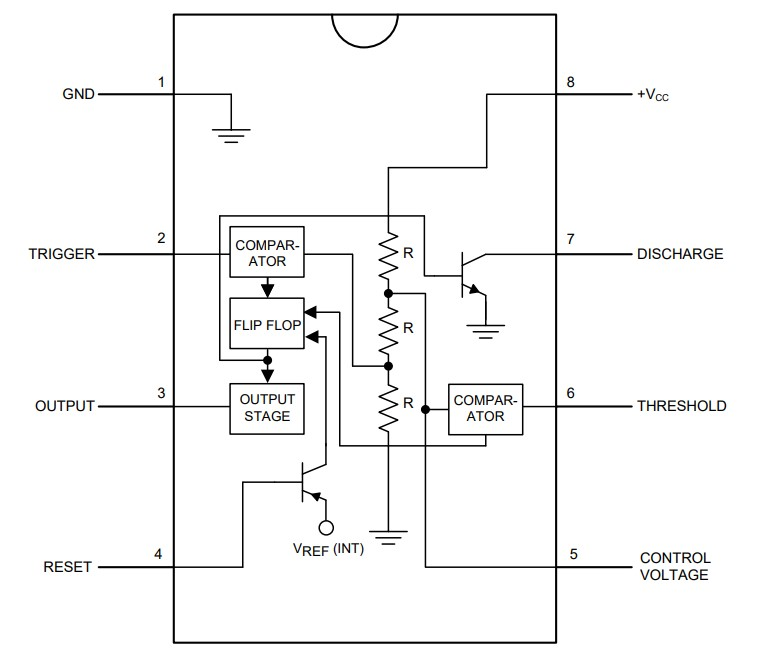 1
GND
8
+VCC
2
TRIGGER
COMPAR-
ATOR
R
7
DISCHARGE
FLIP FLOP
R
3
OUTPUT
OUTPUT
STAGE
R
COMPAR-
ATOR
6
THRESHOLD
VREF (INT)
4
RESET
5
CONTROL
VOLTAGE